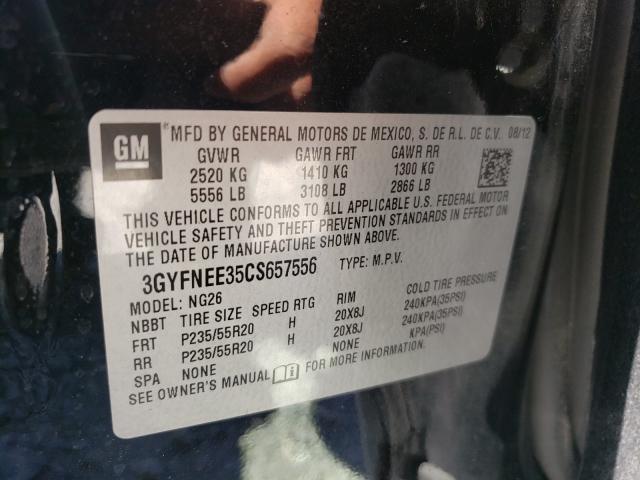 GM
MFD BY GENERAL MOTORS DE MEXICO, S. DE R.L. DE C.V. 08/12
GVWR GAWR FRT GAWR RR
2520 KG 1410 KG 1300 KG
5556 LB 3108 LB 2866 LB
THIS VEHICLE CONFORMS TO ALL APPLICABLE U.S. FEDERAL MOTOR
VEHICLE SAFETY AND THEFT PREVENTION STANDARDS IN EFFECT ON
THE DATE OF MANUFACTURE SHOWN ABOVE.
3GYFNEE35CS657556 TYPE: M.P.V.
MODEL: NG26
NBBT TIRE SIZE SPEED RTG RIM COLD TIRE PRESSURE
FRT P235/55R20 H 20X8J 240KPA(35PSI)
RR P235/55R20 H 20X8J 240KPA(35PSI)
SPA NONE NONE KPA(PSI)
SEE OWNER'S MANUAL FOR MORE INFORMATION